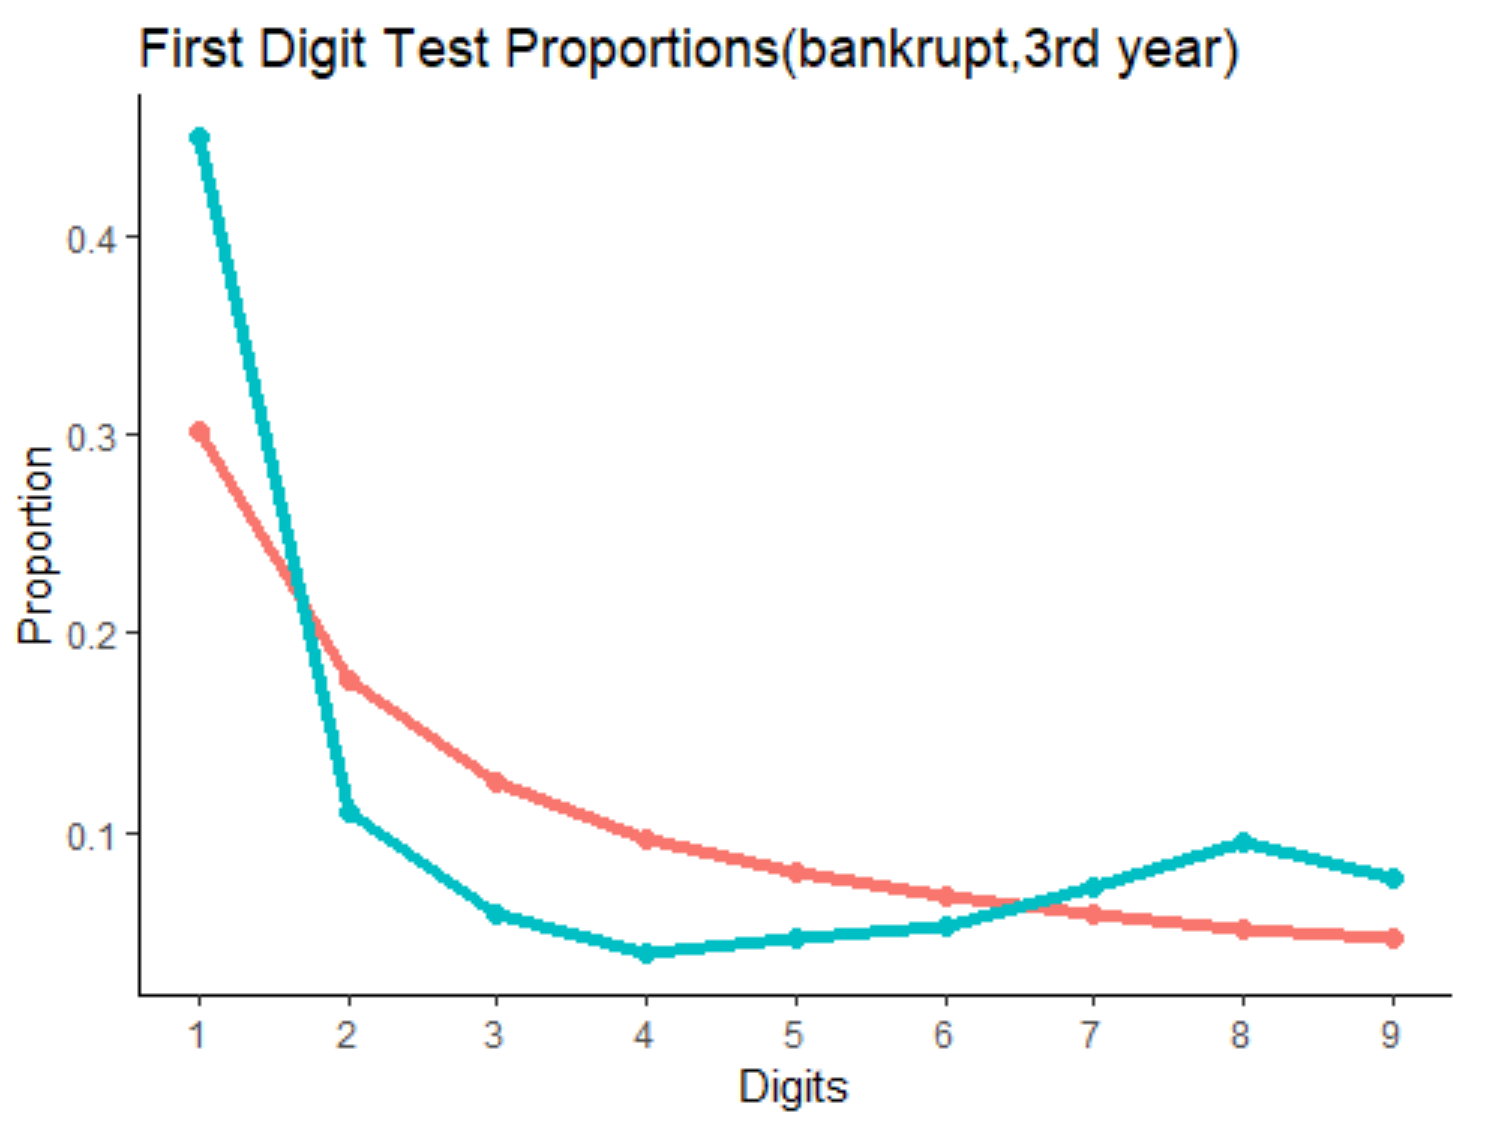 First Digit Test Proportions(bankrupt,3rd year)
Proportion
0.4
0.3
0.2
0.1
1 2 3 4 5 6 7 8 9
Digits